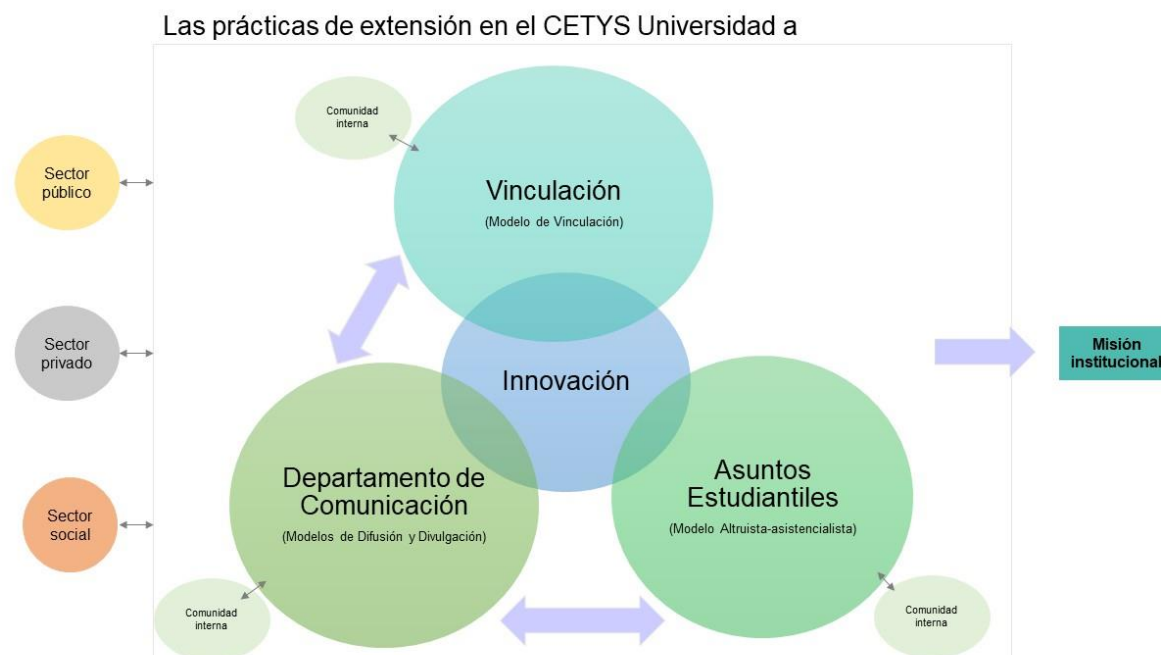 Las prácticas de extensión en el CETYS Universidad a
Comunidad
interna
Sector
público
Vinculación
(Modelo de Vinculación)
Sector
privado
Innovación
Misión
institucional
Departamento de
Comunicación
(Modelos de Difusión y Divulgación)
Asuntos
Estudiantiles
(Modelo Altruista-asistencialista)
Sector
social
Comunidad
interna
Comunidad
interna